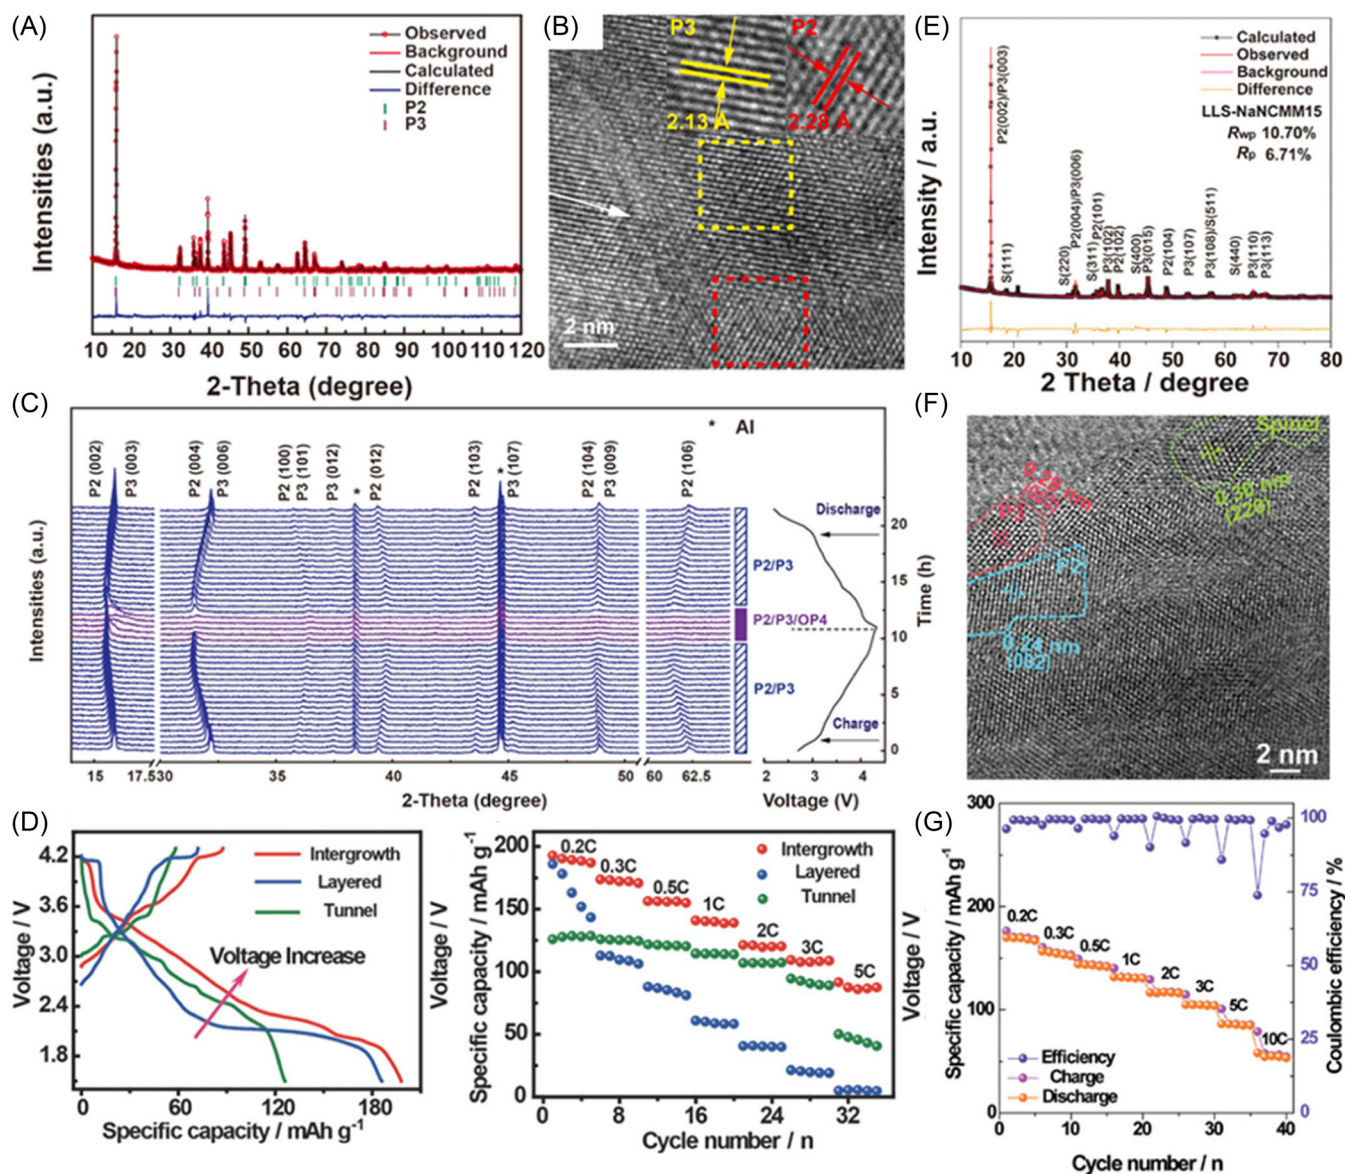 (A)
Observed
Background
Calculated
Difference
P2
P3
Intensities (a.u.)
10 20 30 40 50 60 70 80 90 100 110 120
2-Theta (degree)
(B)
P3
P2
2.13 Å
2.28 Å
2 nm
(E)
Calculated
Observed
Background
Difference
LLS-NaNCMM15
Rwp 10.70%
Rp 6.71%
Intensity / a.u.
P2(002)/P3(003)
S(111)
S(220)
P2(004)/P3(006)
S(311)
P2(101)
P3(102)
P2(102)
S(400)
P3(015)
P2(104)
P3(107)
P3(108)/S(511)
S(440)
P3(110)
P3(113)
10 20 30 40 50 60 70 80
2 Theta / degree
(C)
* Al
P2 (002)
P3 (003)
P2 (004)
P3 (006)
P2 (100)
P3 (101)
P3 (012)
*
P2 (012)
P2 (103)
*
P3 (107)
P2 (104)
P3 (009)
P2 (106)
Intensities (a.u.)
P2/P3
P2/P3/OP4
P2/P3
Discharge
Charge
20
15
10
5
0
Time (h)
15 17.5 30 35 40 45 50 60 62.5
2-Theta (degree)
2 3 4
Voltage (V)
(F)
Spinel
0.30 nm
(220)
P3
0.28 nm
P2
0.24 nm
(002)
2 nm
(D)
4.2
3.6
3.0
2.4
1.8
Voltage / V
Intergrowth
Layered
Tunnel
Voltage Increase
0 60 120 180
Specific capacity / mAh g-1
Voltage / V
Specific capacity / mAh g-1
200
150
100
50
0
0.2C
0.3C
0.5C
1C
2C
3C
5C
Intergrowth
Layered
Tunnel
0 8 16 24 32
Cycle number / n
Voltage / V
(G)
300
200
100
0
Specific capacity / mAh g-1
0.2C
0.3C
0.5C
1C
2C
3C
5C
10C
Efficiency
Charge
Discharge
100
75
50
25
0
Coulombic efficiency / %
0 10 20 30 40
Cycle number / n